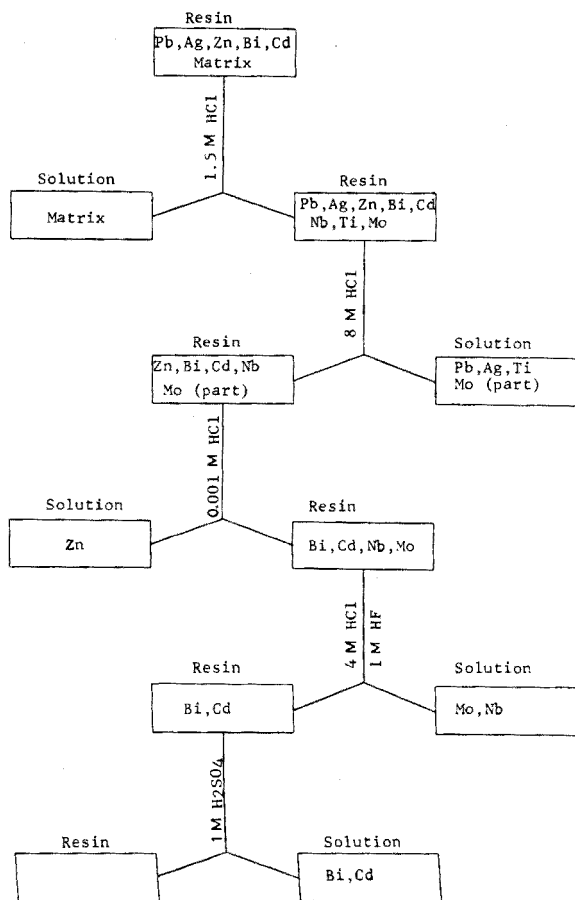 Resin
Pb,Ag,Zn,Bi,Cd
Matrix
1.5 M HCl
Solution
Matrix
Resin
Pb,Ag,Zn,Bi,Cd
Nb,Ti,Mo
8 M HCl
Resin
Zn,Bi,Cd,Nb
Mo (part)
Solution
Pb,Ag,Ti
Mo (part)
0.001 M HCl
Solution
Zn
Resin
Bi,Cd,Nb,Mo
4 M HCl
1 M HF
Resin
Bi,Cd
Solution
Mo,Nb
1 M H2SO4
Resin
Solution
Bi,Cd